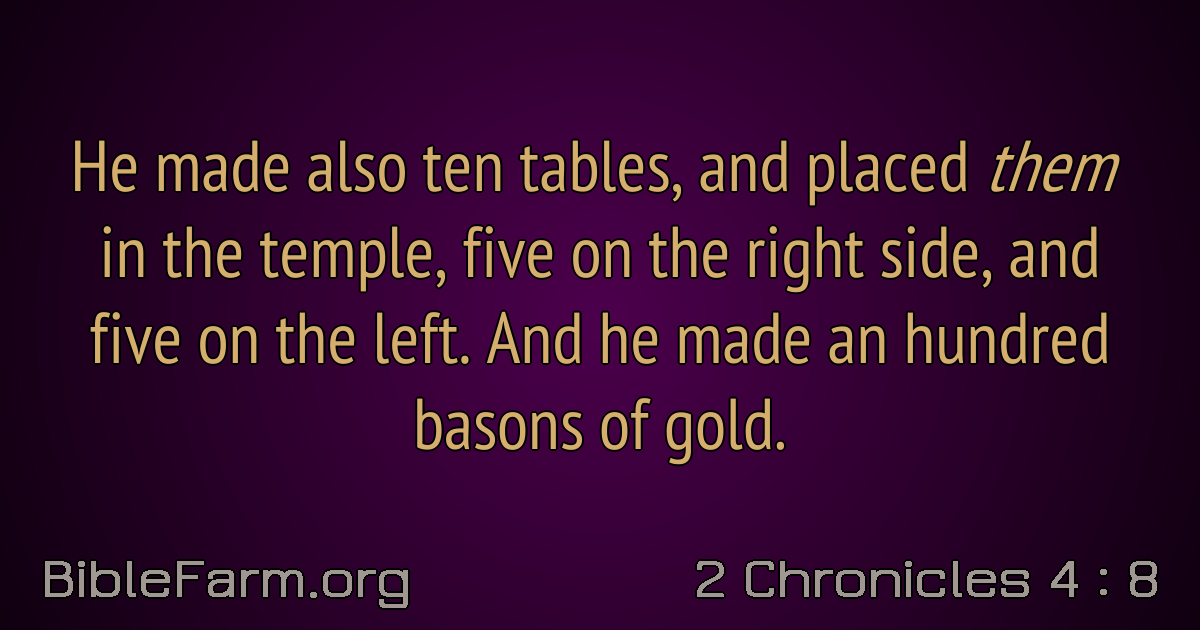 He made also ten tables, and placed them
in the temple, five on the right side, and
five on the left. And he made an hundred
basons of gold.
BibleFarm.org
2 Chronicles 4 : 8